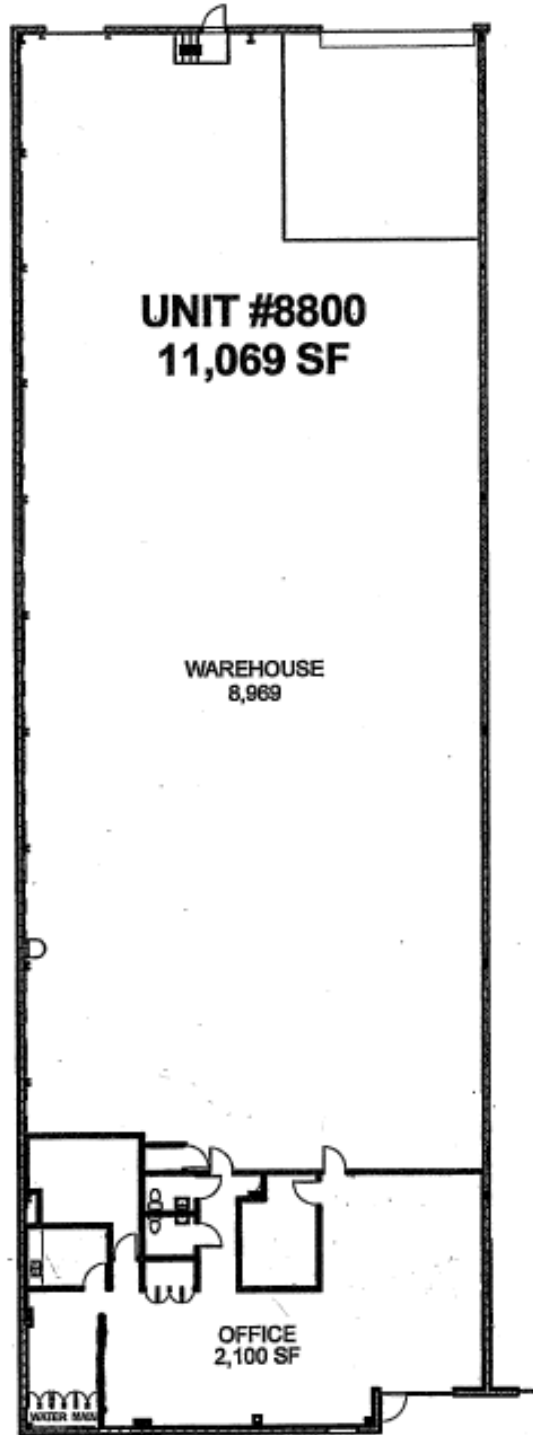 UNIT #8800
11,069 SF
WAREHOUSE
8,969
OFFICE
2,100 SF
WATER MAIN